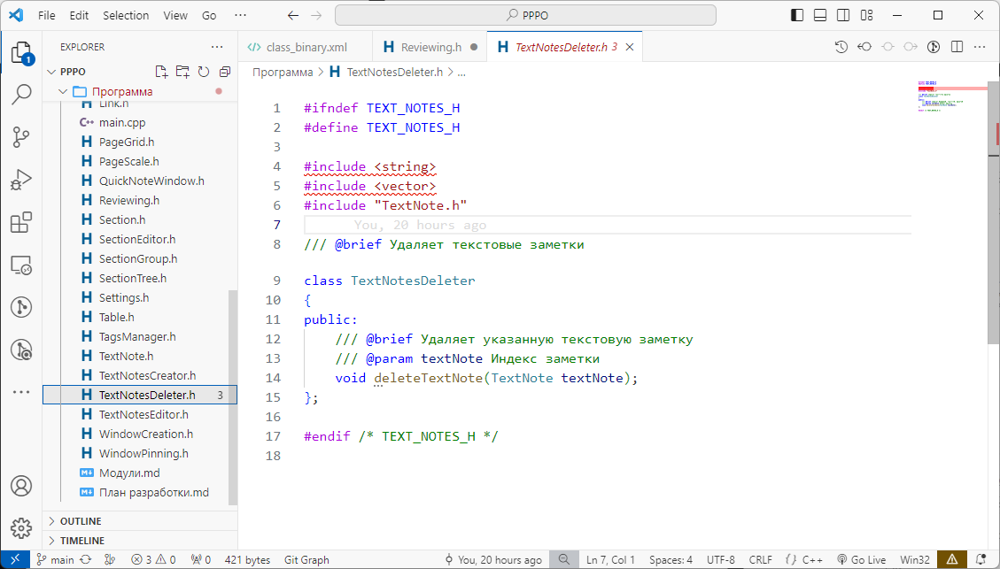 File Edit Selection View Go ··· PPPO
EXPLORER ···
class_binary.xml Reviewing.h TextNotesDeleter.h 3
PPPO
Программа > TextNotesDeleter.h > ...
Программа
Link.h
main.cpp
PageGrid.h
PageScale.h
QuickNoteWindow.h
Reviewing.h
Section.h
SectionEditor.h
SectionGroup.h
SectionTree.h
Settings.h
Table.h
TagsManager.h
TextNote.h
TextNotesCreator.h
TextNotesDeleter.h 3
TextNotesEditor.h
WindowCreation.h
WindowPinning.h
Модули.md
План разработки.md
OUTLINE
TIMELINE
1 #ifndef TEXT_NOTES_H
2 #define TEXT_NOTES_H
3
4 #include <string>
5 #include <vector>
6 #include "TextNote.h"
7 You, 20 hours ago
8 /// @brief Удаляет текстовые заметки
9 class TextNotesDeleter
10 {
11 public:
12 /// @brief Удаляет указанную текстовую заметку
13 /// @param textNote Индекс заметки
14 void deleteTextNote(TextNote textNote);
15 };
16
17 #endif /* TEXT_NOTES_H */
18
1
main 3 0 0 421 bytes Git Graph You, 20 hours ago Ln 7, Col 1 Spaces: 4 UTF-8 CRLF {} C++ Go Live Win32